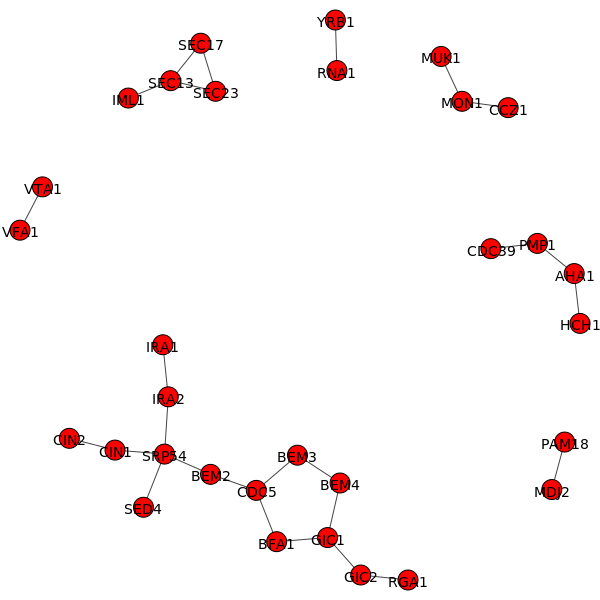 YRB1
SEC17
MUK1
RNA1
SEC13
SEC23
IML1
MON1
CCZ1
VTA1
VFA1
CDC39
PMP1
AHA1
HCH1
IRA1
IRA2
CIN2
CIN1
SRP54
PAM18
BEM3
BEM2
BEM4
CDC5
MDJ2
SED4
BFA1
GIC1
GIC2
RGA1